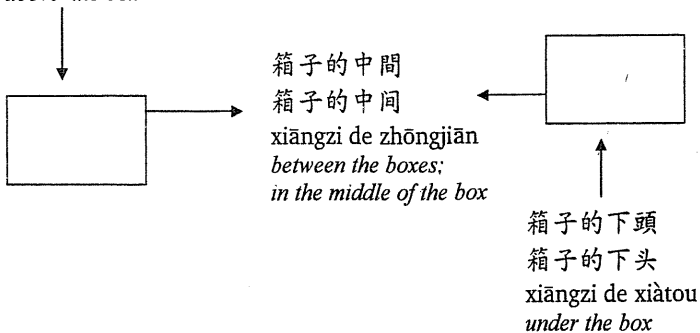 箱子的中間
箱子的中间
xiāngzi de zhōngjiān
between the boxes;
in the middle of the box
箱子的下頭
箱子的下头
xiāngzi de xiàtou
under the box